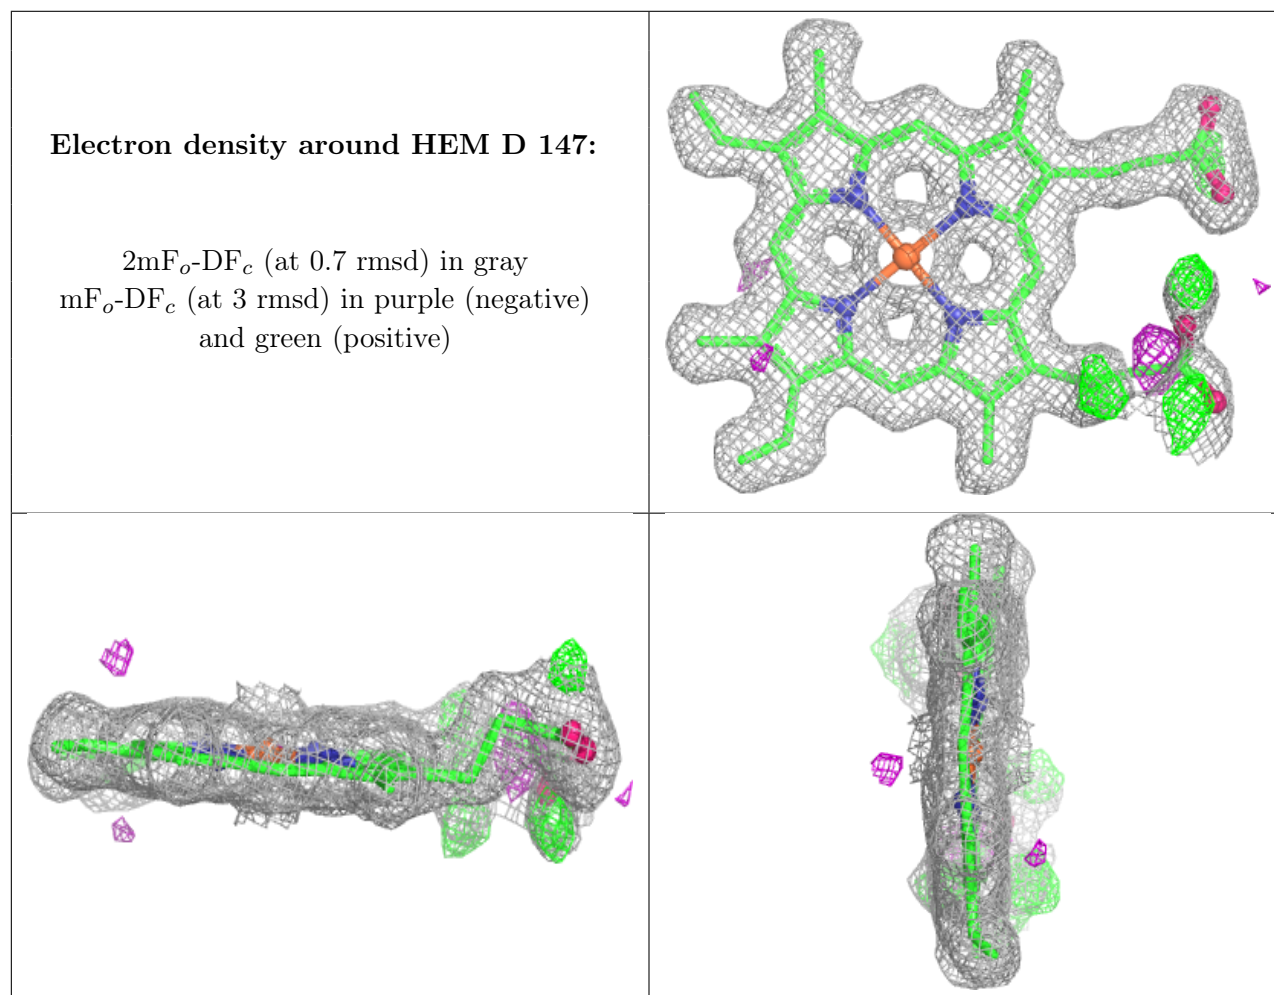 Electron density around HEM D 147:
2mFₒ-DF𝒸 (at 0.7 rmsd) in gray
mFₒ-DF𝒸 (at 3 rmsd) in purple (negative)
and green (positive)